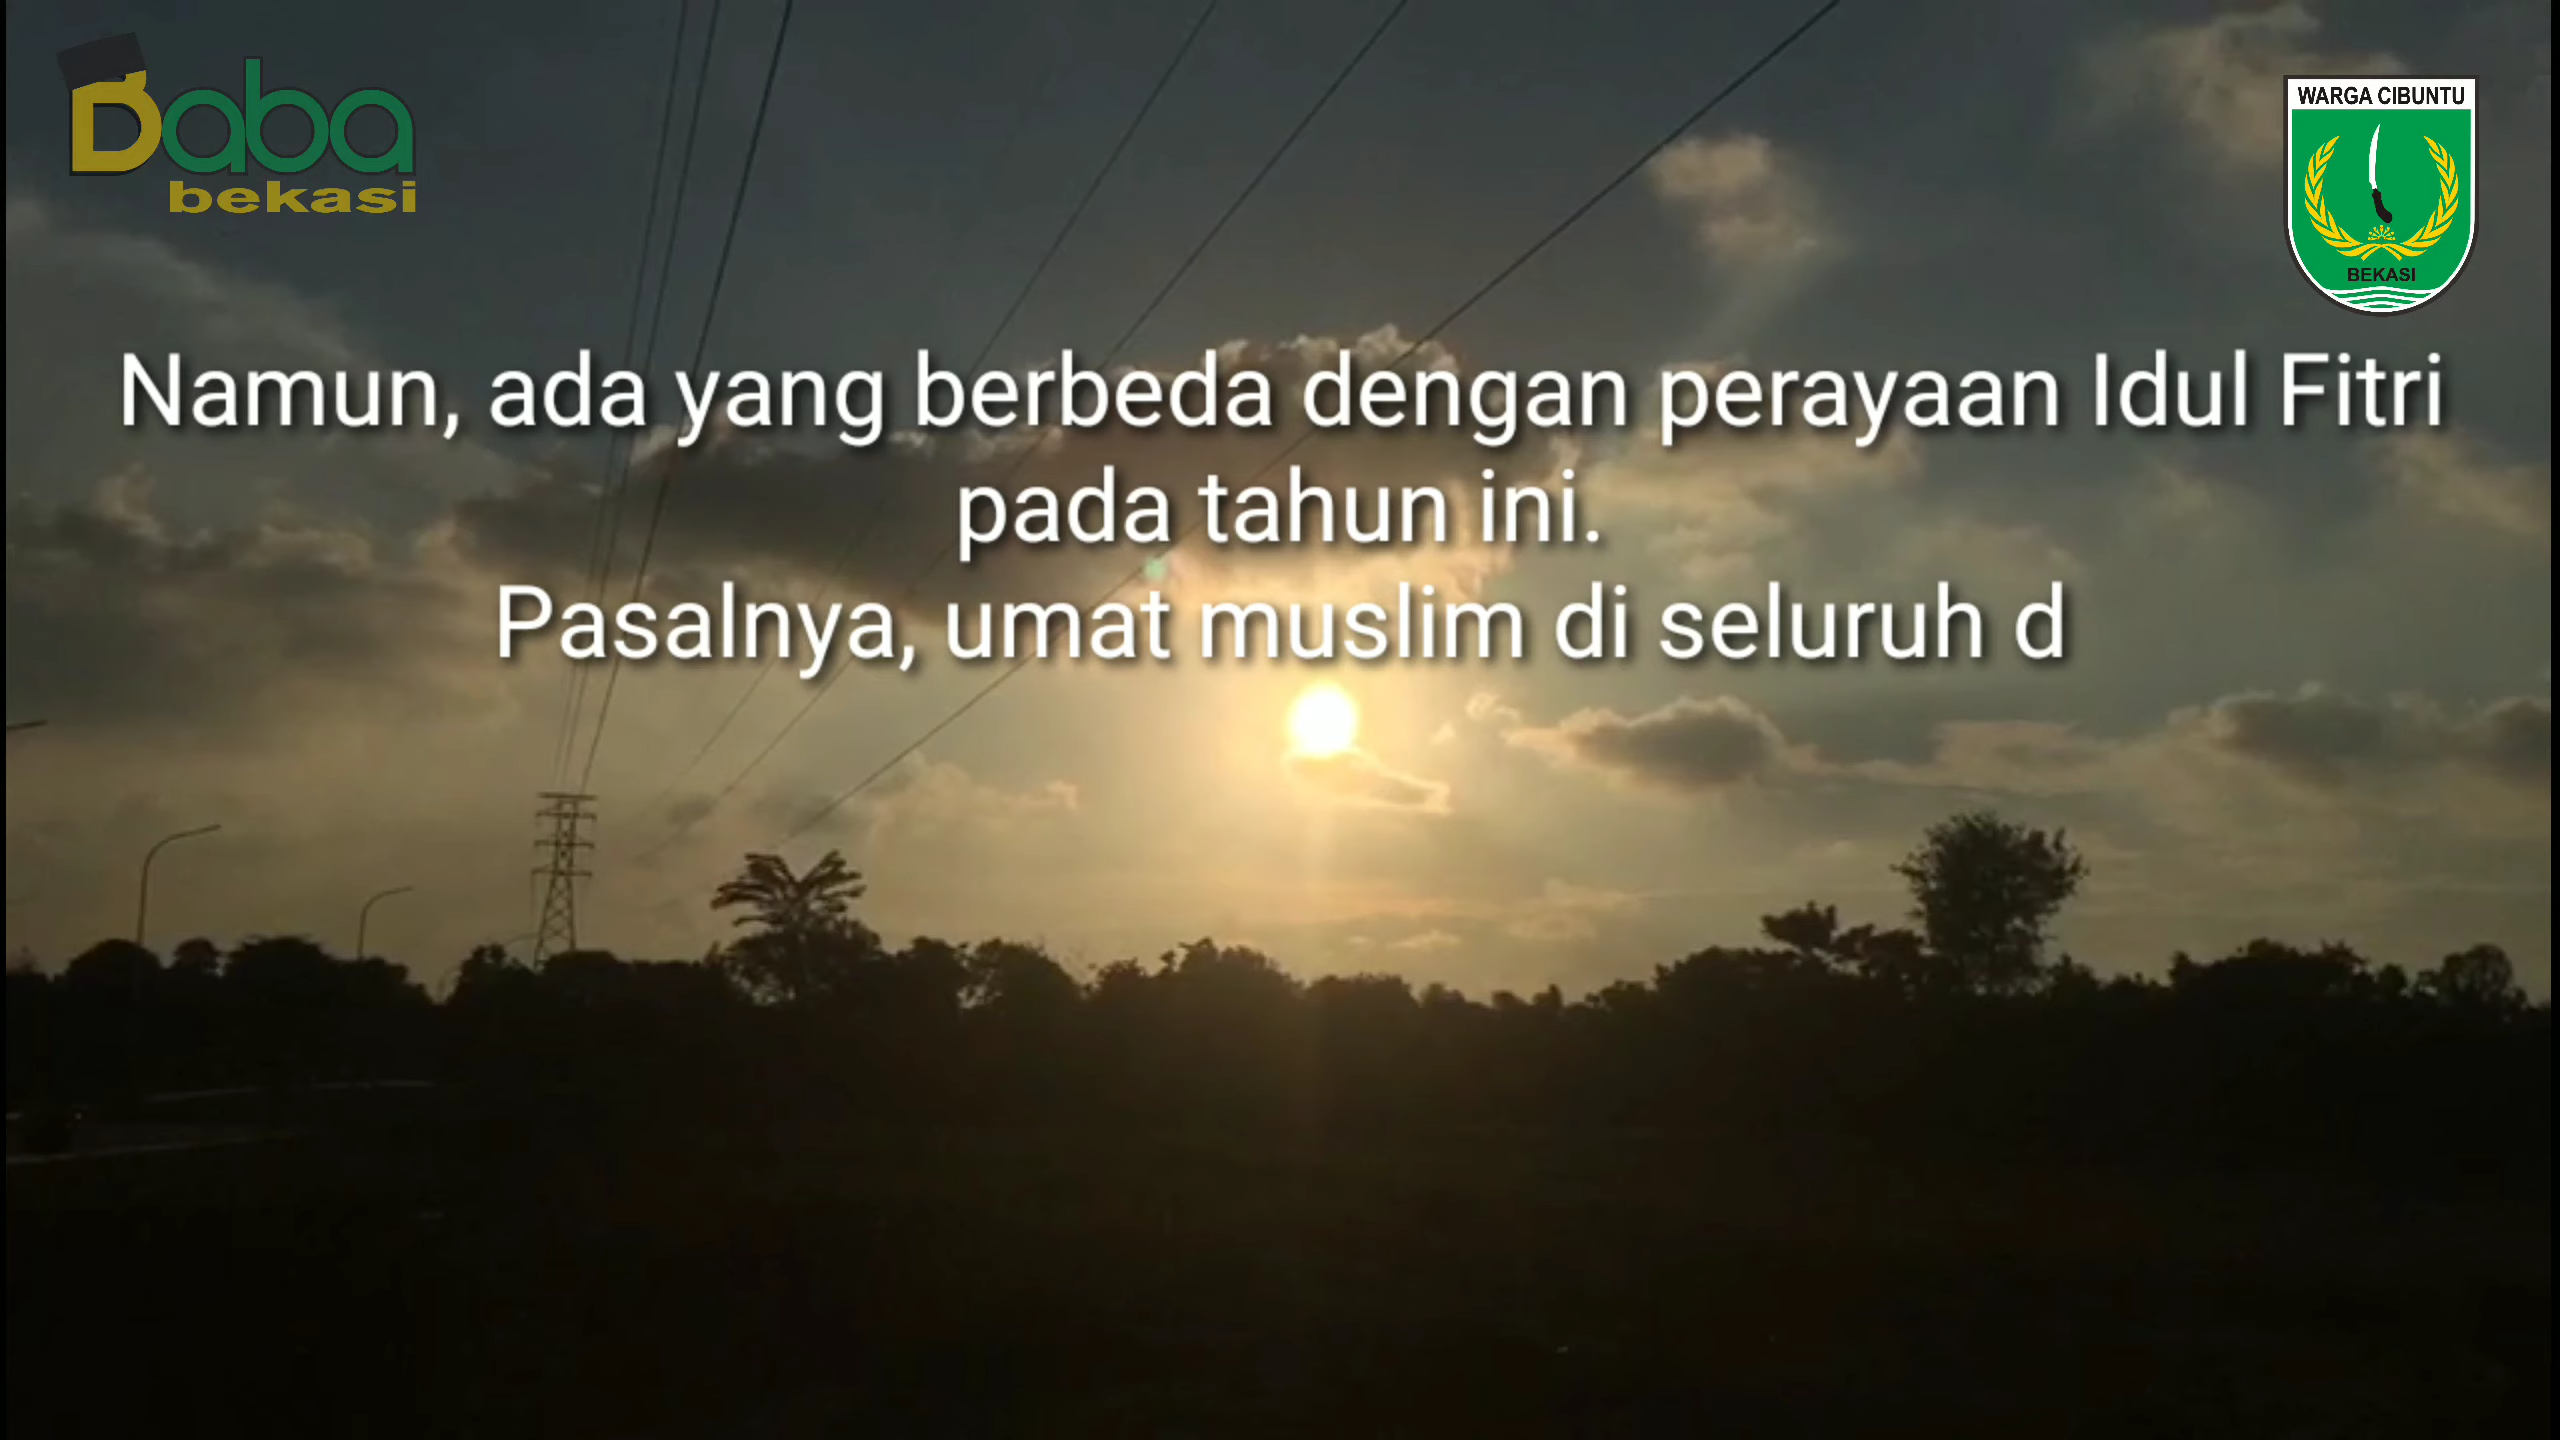 Baba
bekasi
WARGA CIBUNTU
BEKASI
Namun, ada yang berbeda dengan perayaan Idul Fitri
pada tahun ini.
Pasalnya, umat muslim di seluruh d